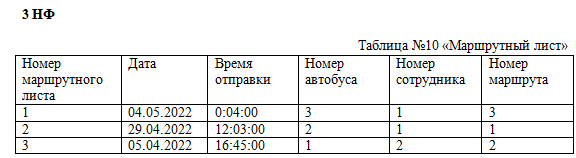 3 НФ
Таблица №10 «Маршрутный лист»
Номер маршрутного листа Дата Время отправки Номер автобуса Номер сотрудника Номер маршрута
1 04.05.2022 0:04:00 3 1 3
2 29.04.2022 12:03:00 2 1 1
3 05.04.2022 16:45:00 1 2 2